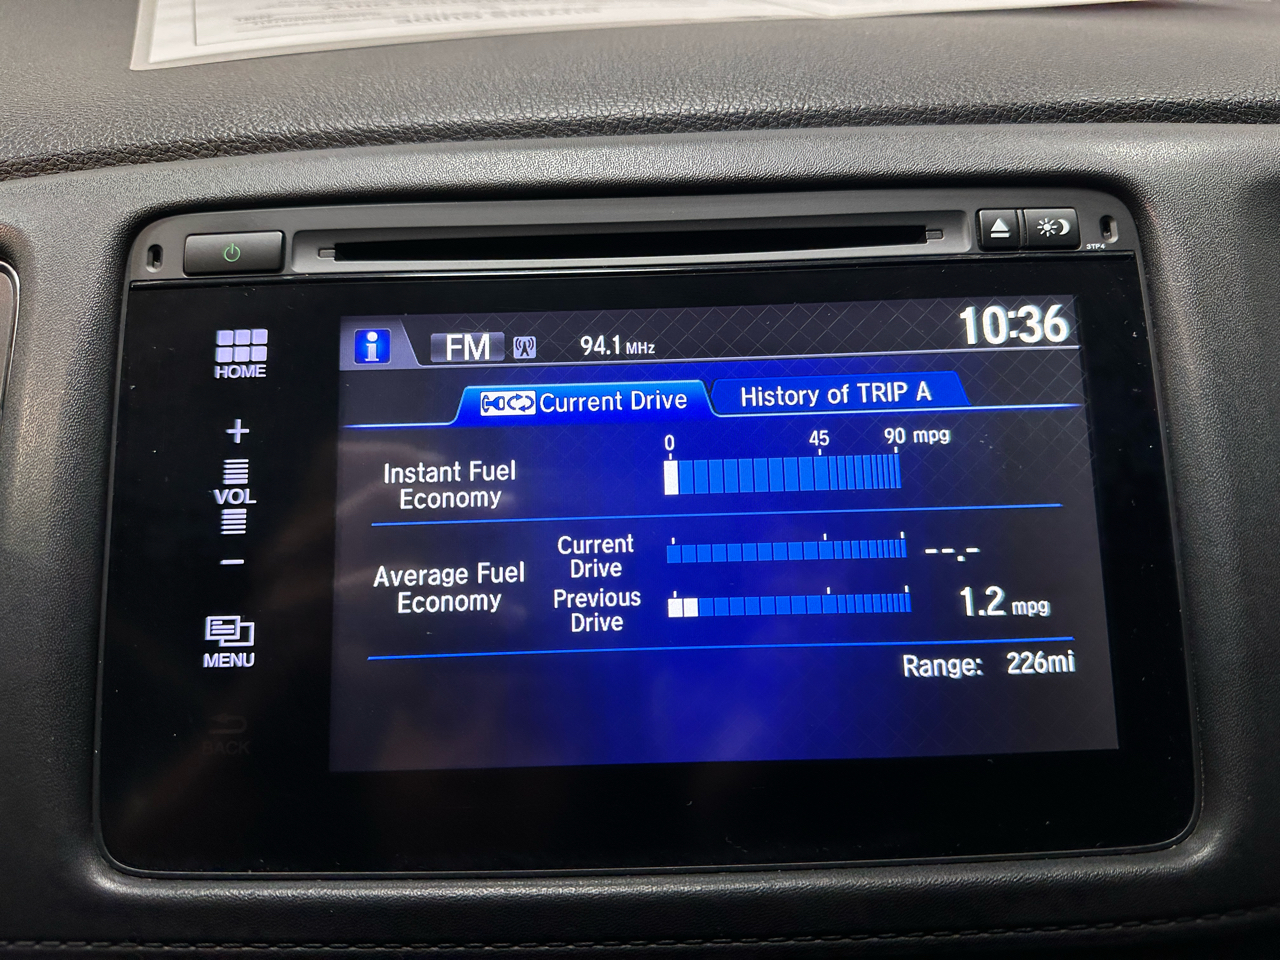 3TP4
HOME
+
VOL
−
MENU
BACK
i FM 94.1 MHz 10:36
Current Drive History of TRIP A
0 45 90 mpg
Instant Fuel
Economy
Average Fuel
Economy
Current
Drive
--.-
Previous
Drive
1.2 mpg
Range: 226mi